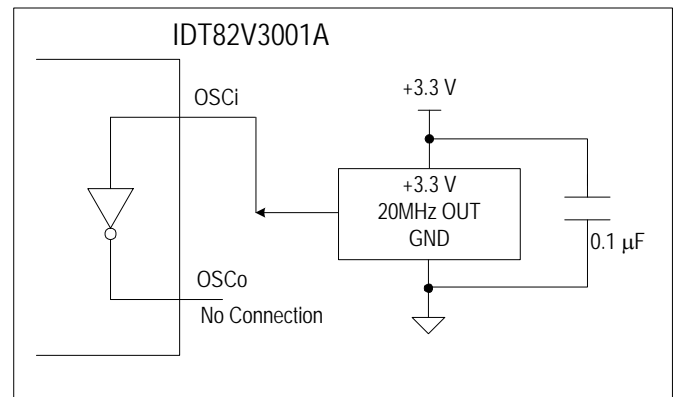 IDT82V3001A
OSCi
+3.3 V
+3.3 V
20MHz OUT
GND
0.1 μF
OSCo
No Connection